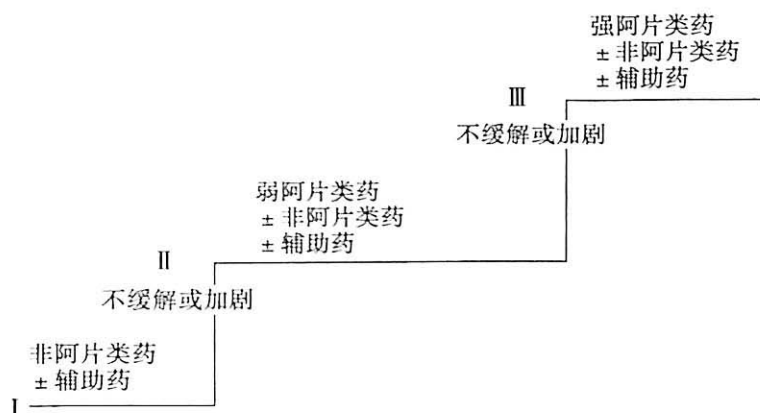 强阿片类药
± 非阿片类药
± 辅助药
Ⅲ
不缓解或加剧
弱阿片类药
± 非阿片类药
± 辅助药
Ⅱ
不缓解或加剧
非阿片类药
± 辅助药
Ⅰ